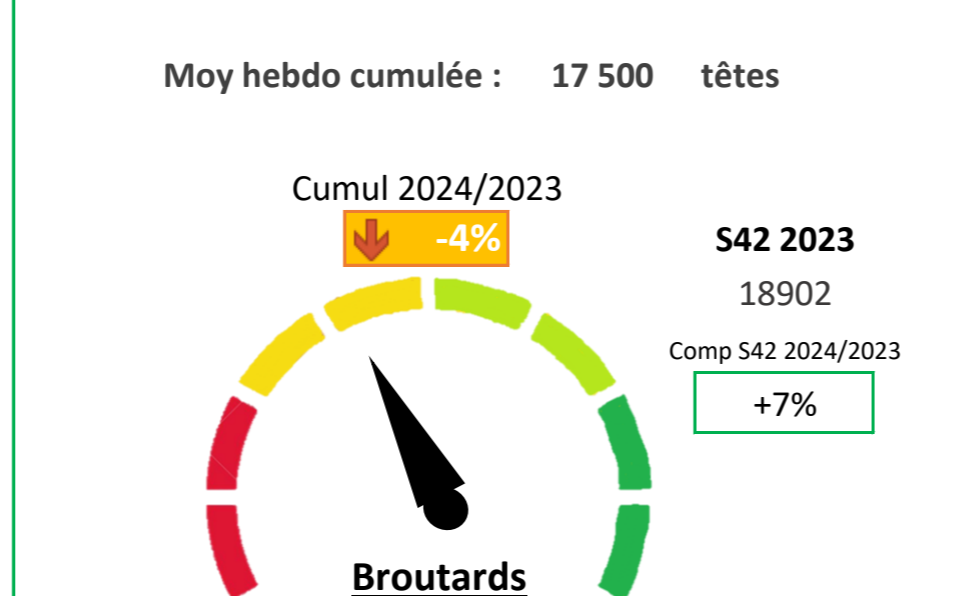 Moy hebdo cumulée : 17 500 têtes
Cumul 2024/2023
-4%
S42 2023
18902
Comp S42 2024/2023
+7%
Broutards